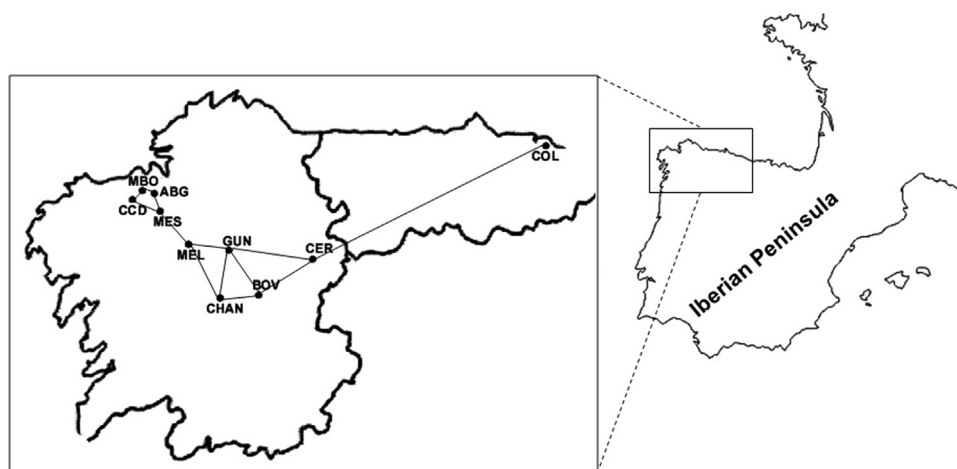 COL
MBO
ABG
CCD
MES
MEL
GUN
CER
BOV
CHAN
Iberian Peninsula